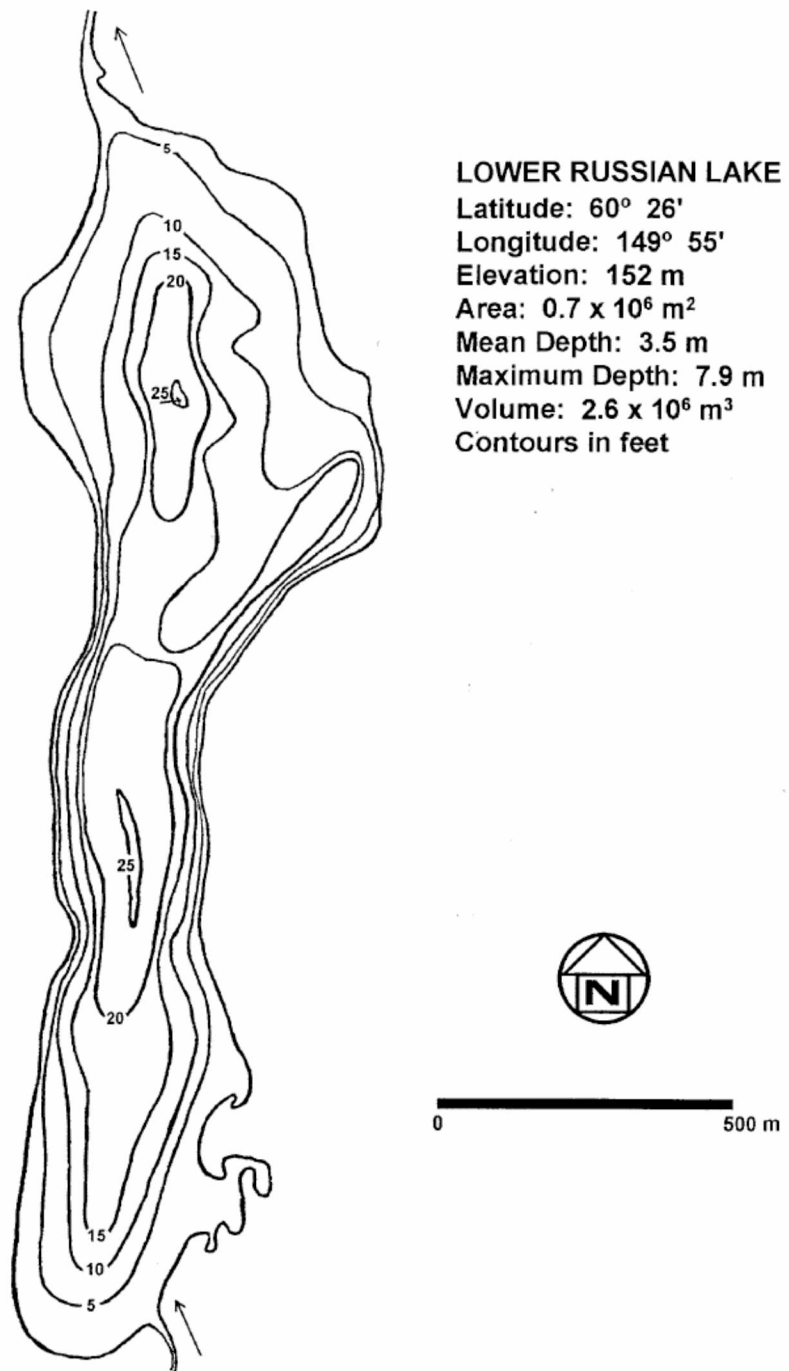 5
10
15
20
25
LOWER RUSSIAN LAKE
Latitude: 60° 26'
Longitude: 149° 55'
Elevation: 152 m
Area: 0.7 x 10⁶ m²
Mean Depth: 3.5 m
Maximum Depth: 7.9 m
Volume: 2.6 x 10⁶ m³
Contours in feet
25
20
N
0 500 m
15
10
5